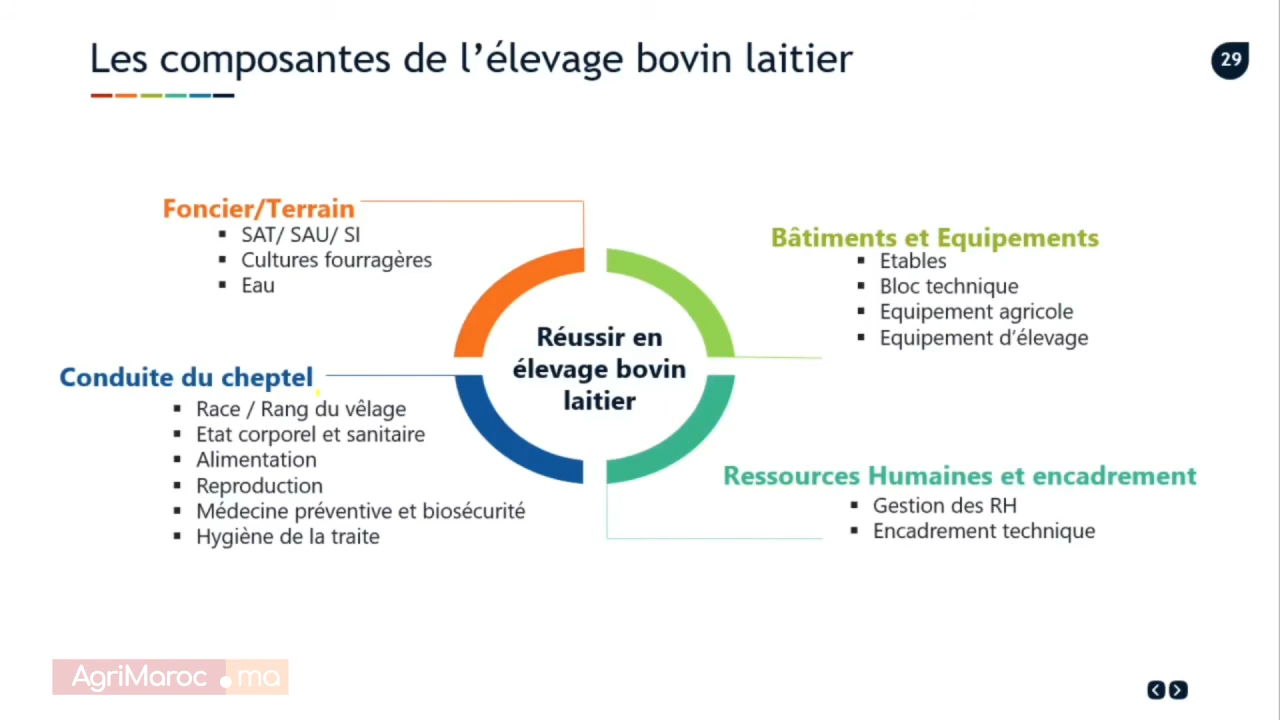 Les composantes de l’élevage bovin laitier
29
Foncier/Terrain
▪ SAT/ SAU/ SI
▪ Cultures fourragères
▪ Eau
Bâtiments et Equipements
▪ Etables
▪ Bloc technique
▪ Equipement agricole
▪ Equipement d’élevage
Réussir en
élevage bovin
laitier
Conduite du cheptel
▪ Race / Rang du vêlage
▪ Etat corporel et sanitaire
▪ Alimentation
▪ Reproduction
▪ Médecine préventive et biosécurité
▪ Hygiène de la traite
Ressources Humaines et encadrement
▪ Gestion des RH
▪ Encadrement technique
AgriMaroc.ma